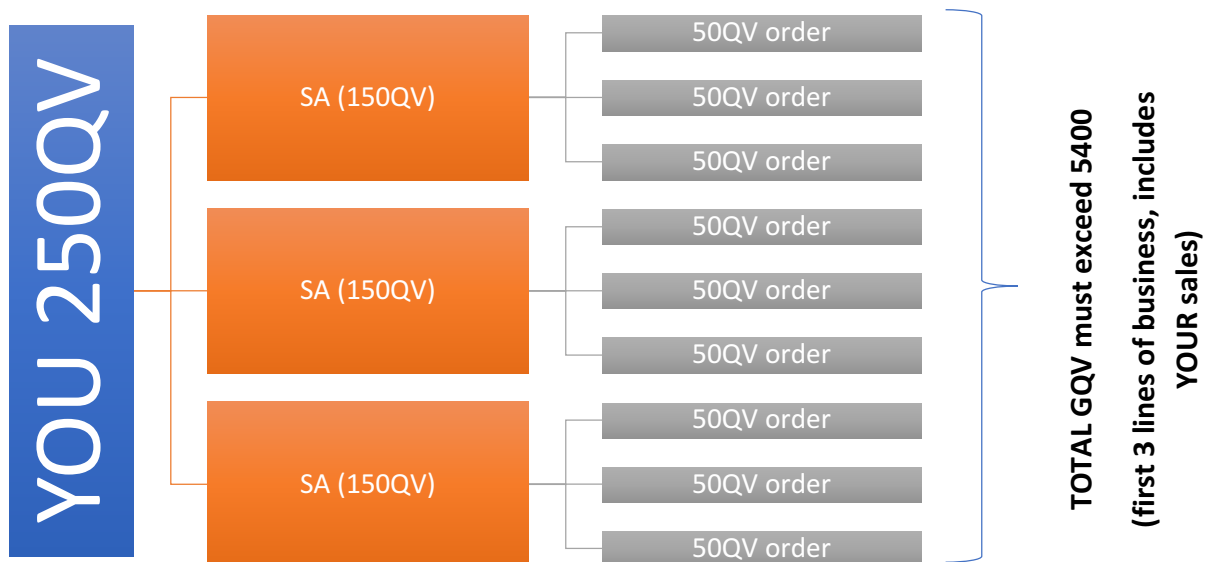 YOU 250QV
SA (150QV)
50QV order
50QV order
50QV order
SA (150QV)
50QV order
50QV order
50QV order
SA (150QV)
50QV order
50QV order
50QV order
TOTAL GQV must exceed 5400
(first 3 lines of business, includes
YOUR sales)